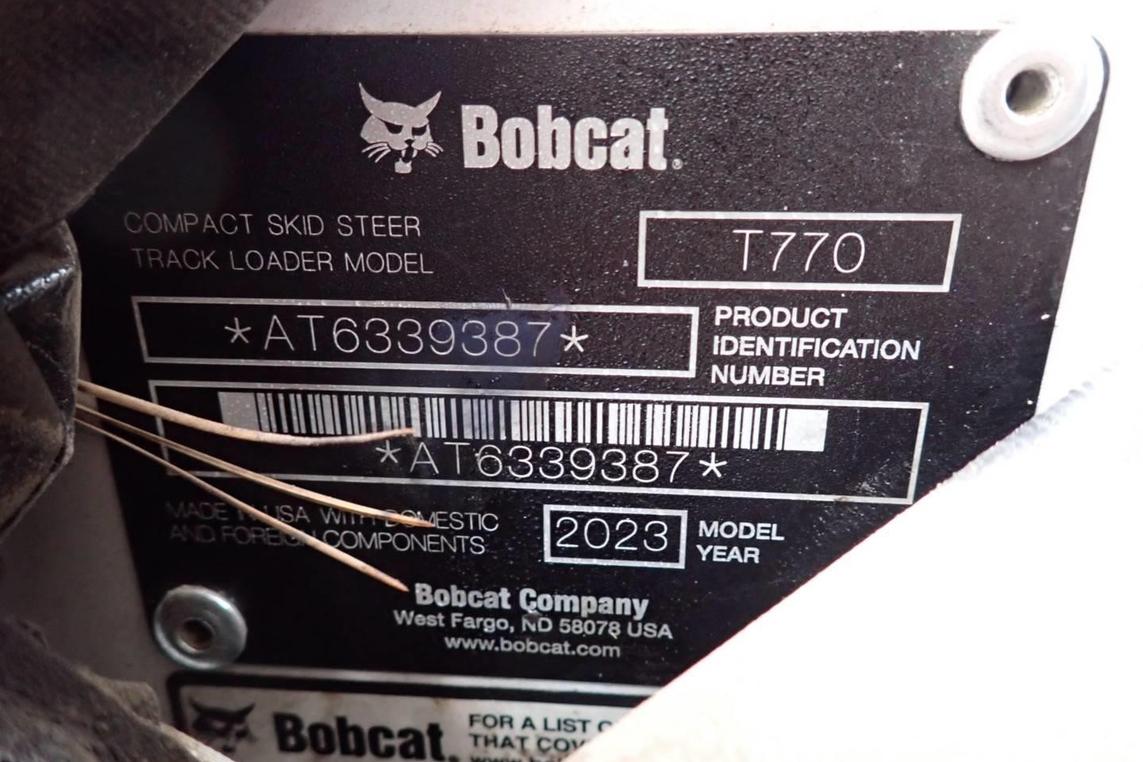 Bobcat.
COMPACT SKID STEER
TRACK LOADER MODEL
T770
*AT6339387*
PRODUCT
IDENTIFICATION
NUMBER
*AT6339387*
MADE IN USA WITH DOMESTIC
AND FOREIGN COMPONENTS
2023
MODEL
YEAR
Bobcat Company
West Fargo, ND 58078 USA
www.bobcat.com
Bobcat.
FOR A LIST
THAT